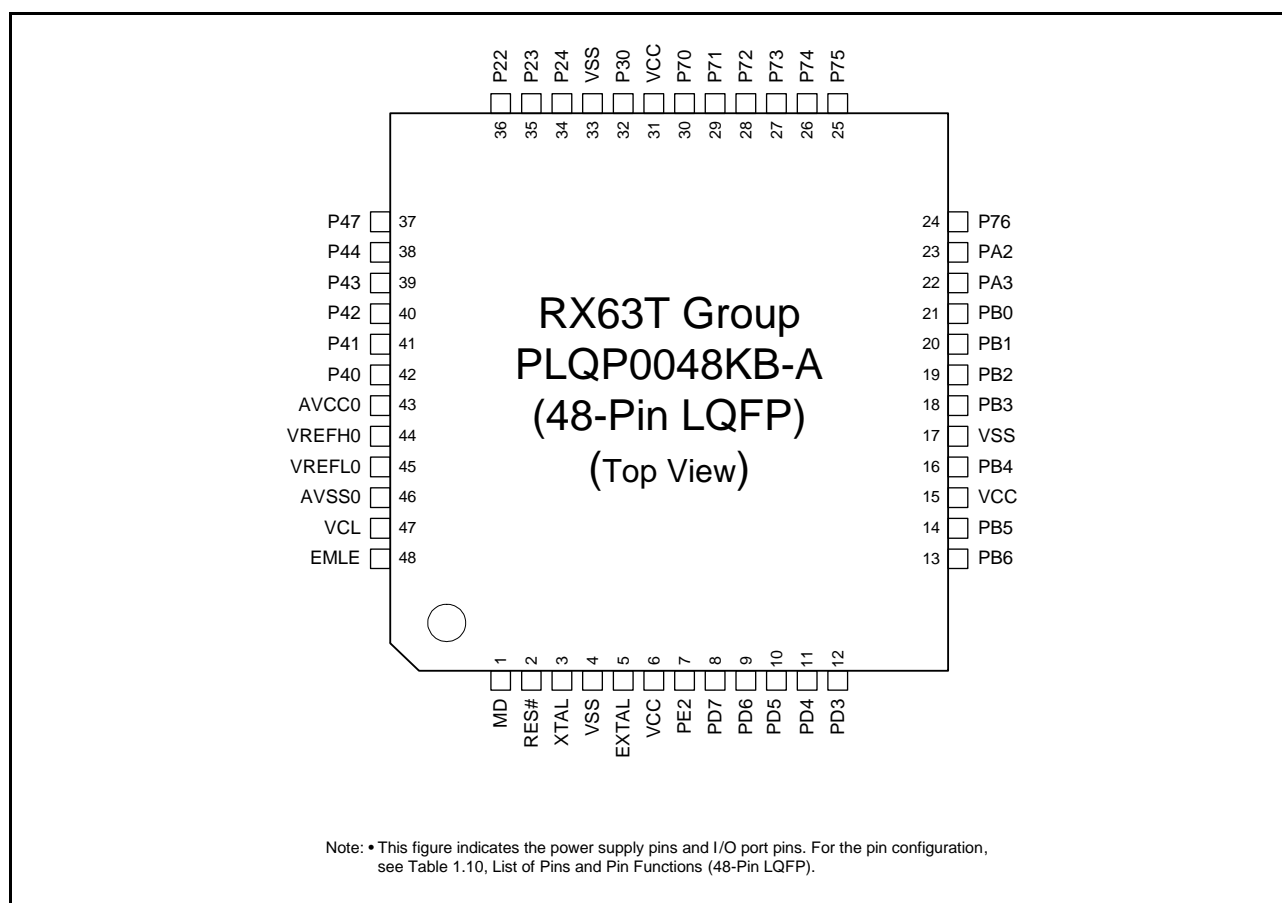 P22 P23 P24 VSS P30 VCC P70 P71 P72 P73 P74 P75
36 35 34 33 32 31 30 29 28 27 26 25
P47 37
P44 38
P43 39
P42 40
P41 41
P40 42
AVCC0 43
VREFH0 44
VREFL0 45
AVSS0 46
VCL 47
EMLE 48
RX63T Group
PLQP0048KB-A
(48-Pin LQFP)
(Top View)
24 P76
23 PA2
22 PA3
21 PB0
20 PB1
19 PB2
18 PB3
17 VSS
16 PB4
15 VCC
14 PB5
13 PB6
1 2 3 4 5 6 7 8 9 10 11 12
MD RES# XTAL VSS EXTAL VCC PE2 PD7 PD6 PD5 PD4 PD3
Note: • This figure indicates the power supply pins and I/O port pins. For the pin configuration,
see Table 1.10, List of Pins and Pin Functions (48-Pin LQFP).